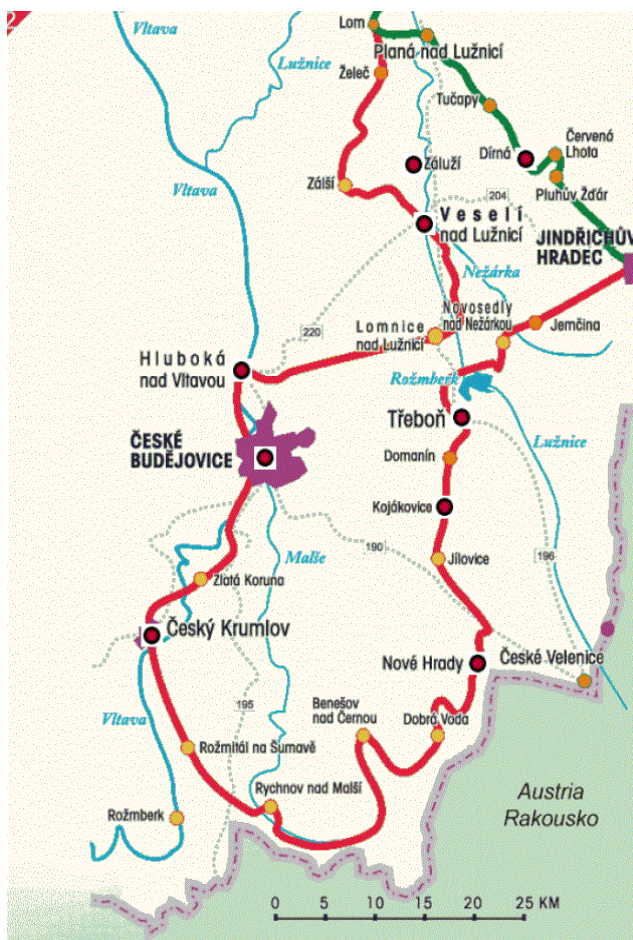 Lom
Vltava
Planá nad Lužnicí
Lužnice
Želeč
Tučapy
Červená
Lhota
Dírná
Záluží
Vltava
Zálší
Pluhův Žďár
204
Veselí
nad Lužnicí
JINDŘICHŮV
HRADEC
Nežárka
Novosedly
nad Nežárkou
Jemčina
220
Lomnice
nad Lužnicí
Hluboká
nad Vltavou
Rožmberk
Třeboň
Lužnice
ČESKÉ
BUDĚJOVICE
Domanín
Kojákovice
Malše
190
196
Jílovice
Zlatá Koruna
Český Krumlov
Nové Hrady
České Velenice
Vltava
195
Benešov
nad Černou
Dobrá Voda
Rožmitál na Šumavě
Rychnov nad Malší
Rožmberk
Austria
Rakousko
0 5 10 15 20 25 KM